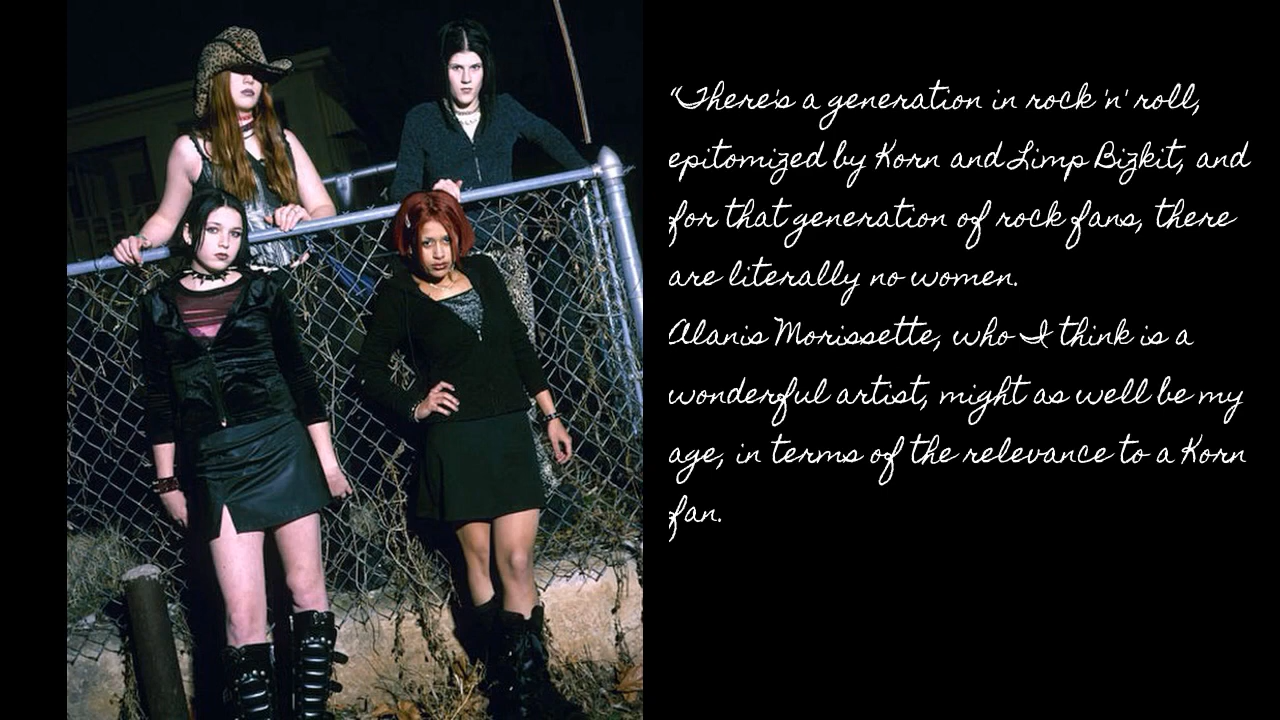 “There's a generation in rock 'n' roll,
epitomized by Korn and Limp Bizkit, and
for that generation of rock fans, there
are literally no women.
Alanis Morissette, who I think is a
wonderful artist, might as well be my
age, in terms of the relevance to a Korn
fan.